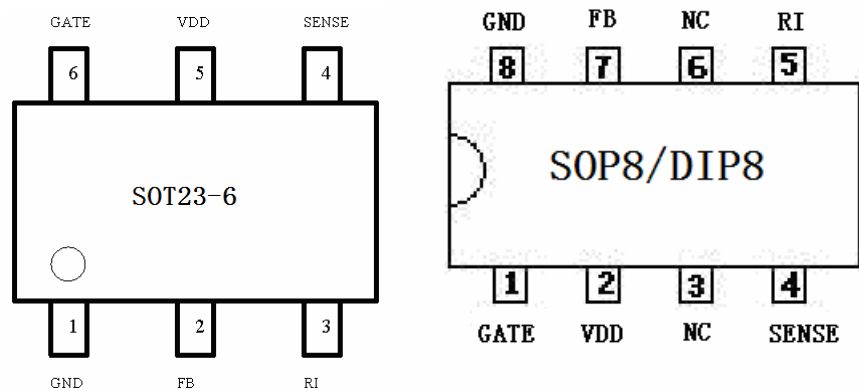 GATE VDD SENSE
6 5 4
SOT23-6
1 2 3
GND FB RI
GND FB NC RI
8 7 6 5
SOP8/DIP8
1 2 3 4
GATE VDD NC SENSE